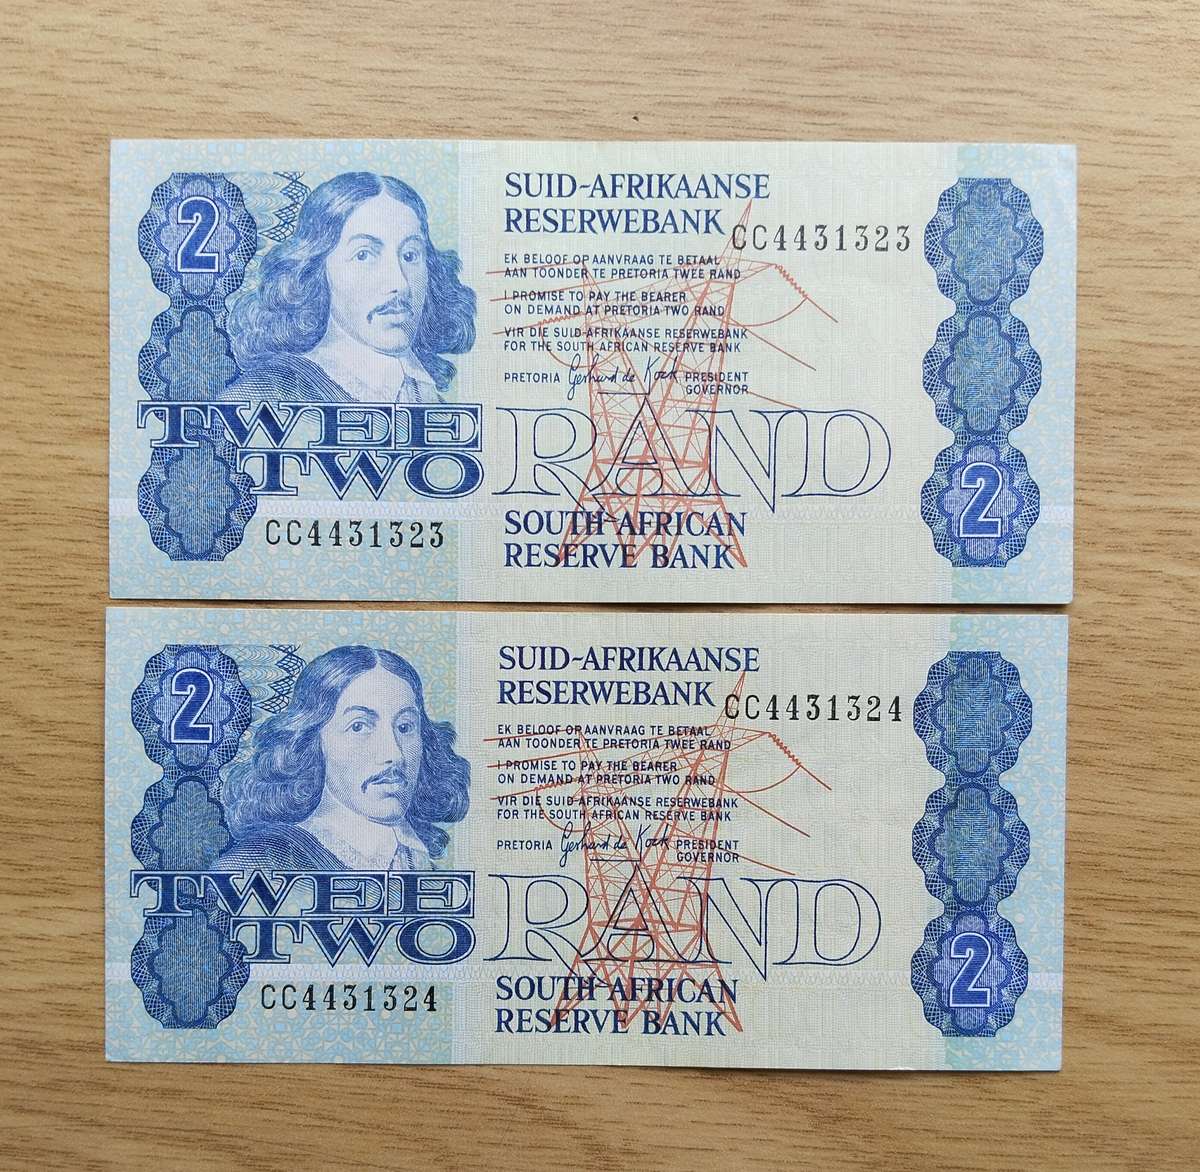 2
SUID-AFRIKAANSE
RESERWEBANK
CC4431323
EK BELOOF OP AANVRAAG TE BETAAL
AAN TOONDER TE PRETORIA TWEE RAND
I PROMISE TO PAY THE BEARER
ON DEMAND AT PRETORIA TWO RAND
VIR DIE SUID-AFRIKAANSE RESERWEBANK
FOR THE SOUTH AFRICAN RESERVE BANK
PRETORIA Gerhard de Kock PRESIDENT
GOVERNOR
TWEE
TWO RAND
CC4431323
SOUTH-AFRICAN
RESERVE BANK
2
2
SUID-AFRIKAANSE
RESERWEBANK
CC4431324
EK BELOOF OP AANVRAAG TE BETAAL
AAN TOONDER TE PRETORIA TWEE RAND
I PROMISE TO PAY THE BEARER
ON DEMAND AT PRETORIA TWO RAND
VIR DIE SUID-AFRIKAANSE RESERWEBANK
FOR THE SOUTH AFRICAN RESERVE BANK
PRETORIA Gerhard de Kock PRESIDENT
GOVERNOR
TWEE
TWO RAND
CC4431324
SOUTH-AFRICAN
RESERVE BANK
2